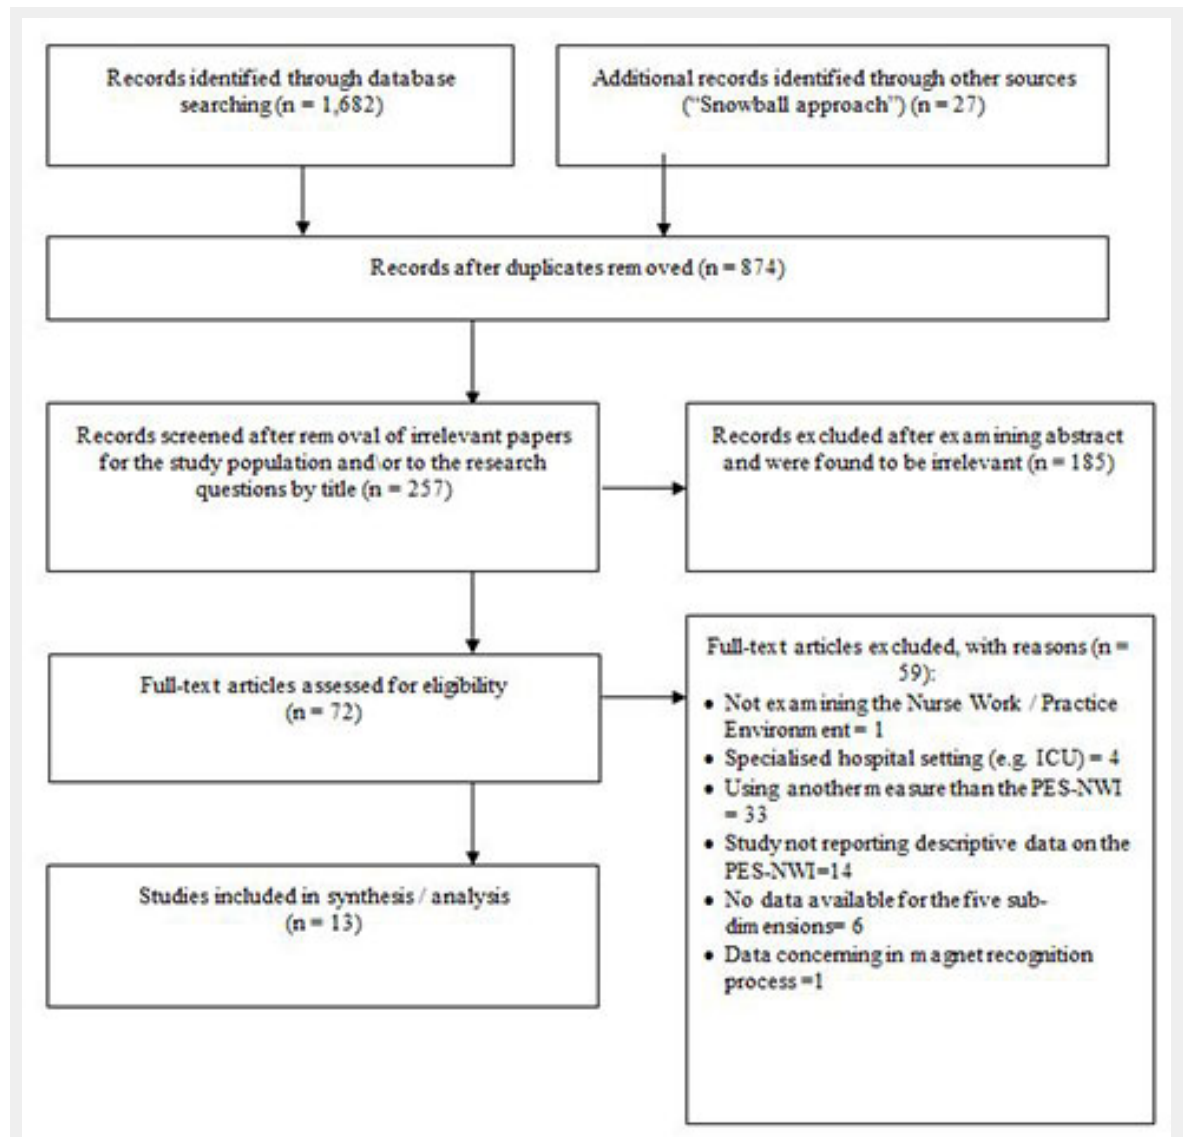 Records identified through database
searching (n = 1,682)
Additional records identified through other sources
("Snowball approach") (n = 27)
Records after duplicates removed (n = 874)
Records screened after removal of irrelevant papers
for the study population and\or to the research
questions by title (n = 257)
Records excluded after examining abstract
and were found to be irrelevant (n = 185)
Full-text articles assessed for eligibility
(n = 72)
Full-text articles excluded, with reasons (n =
59):
• Not examining the Nurse Work / Practice
Environment= 1
• Specialised hospital setting (e.g. ICU) = 4
• Using another measure than the PES-NWI
= 33
• Study not reporting descriptive data on the
PES-NWI=14
• No data available for the five sub-
dimensions= 6
• Data concerning in magnet recognition
process =1
Studies included in synthesis / analysis
(n = 13)